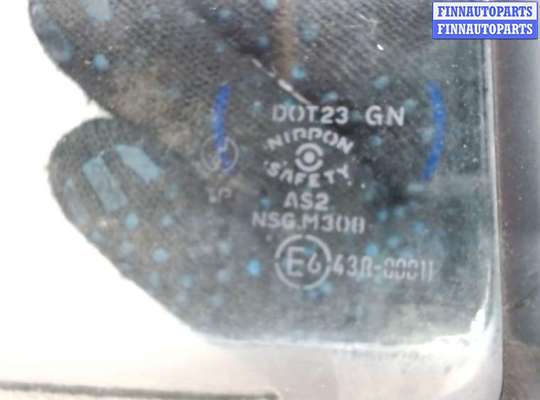 FINNAUTOPARTS
FINNAUTOPARTS
DOT23 GN
NIPPON
SAFETY
AS2
NSG M308
E6 43R-00011